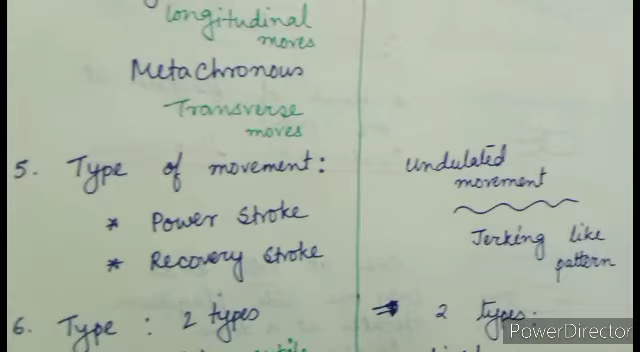 longitudinal
moves
Metachronous
Transverse
moves
5. Type of movement:
* Power Stroke
* Recovery Stroke
6. Type : 2 types
undulated
movement
Jerking like
pattern
⇒ 2 types:
PowerDirector